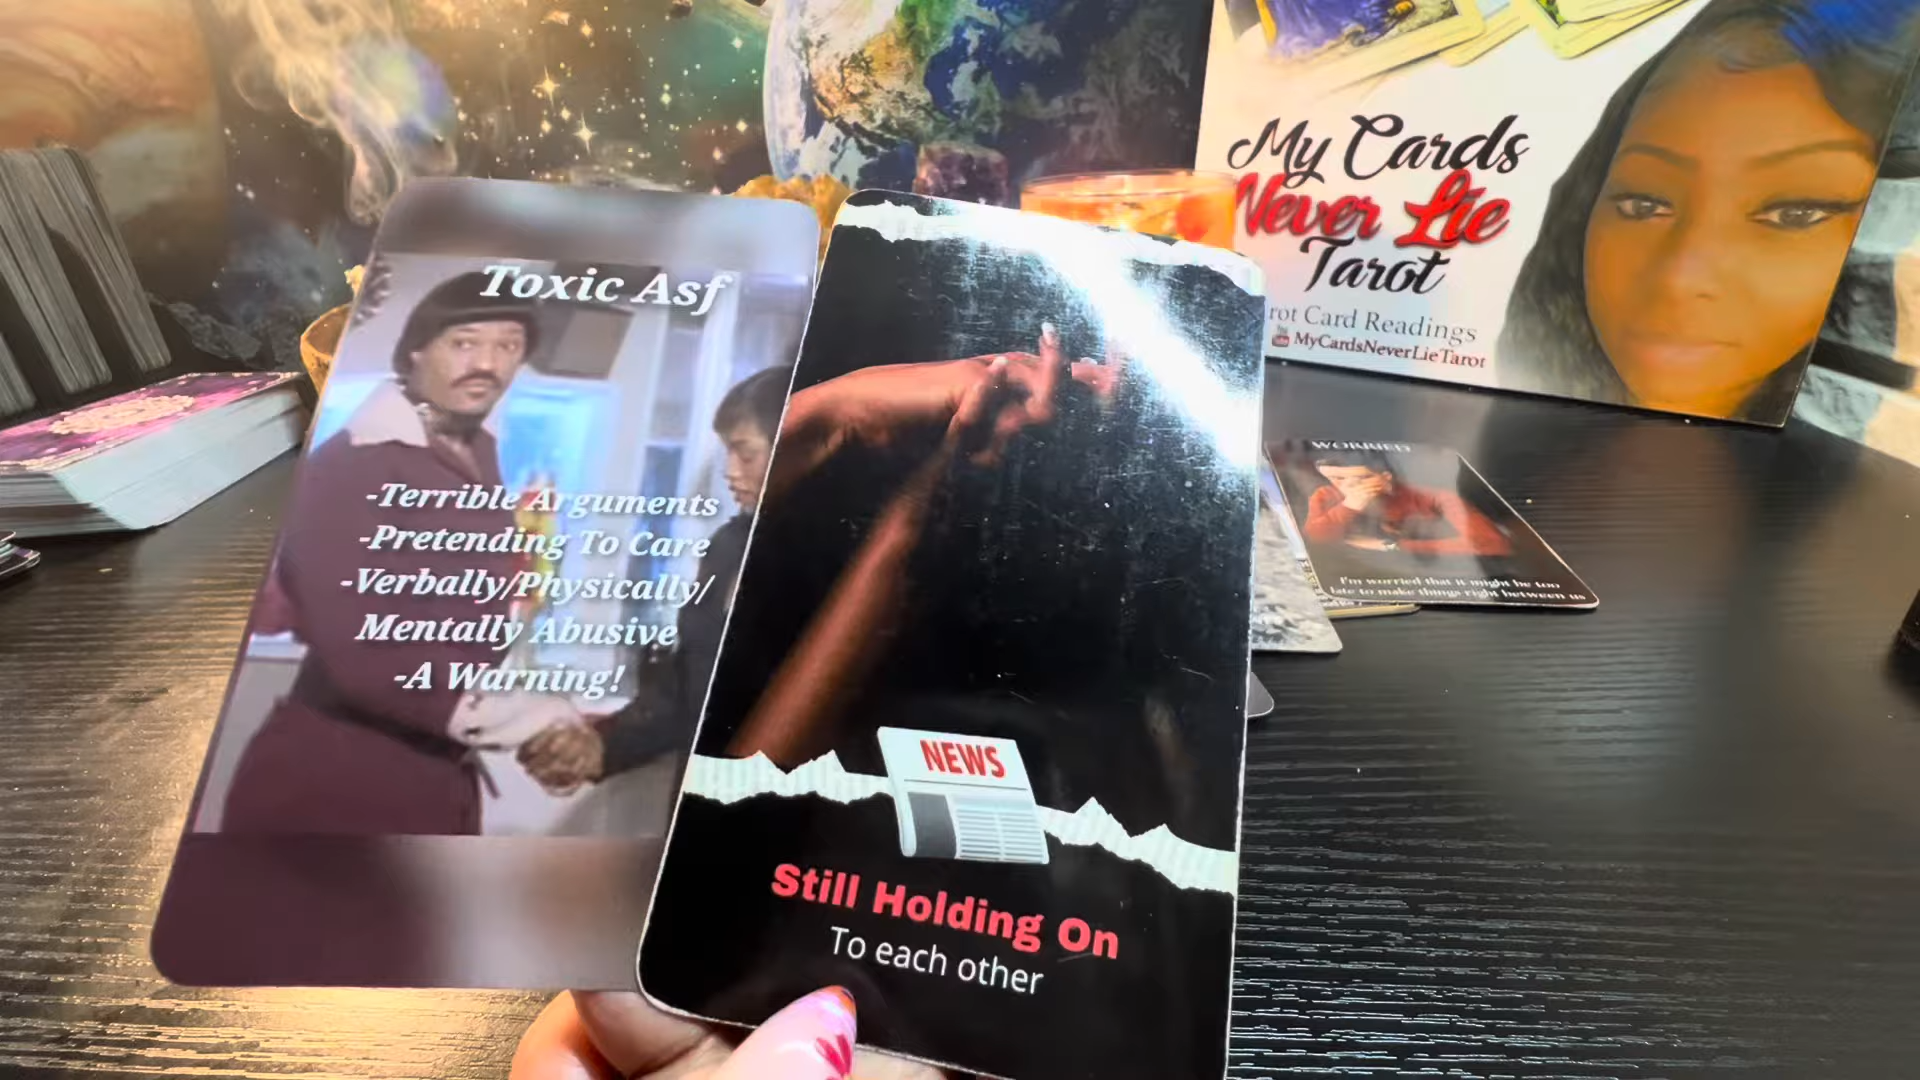 Toxic Asf
-Terrible Arguments
-Pretending To Care
-Verbally/Physically/
Mentally Abusive
-A Warning!
NEWS
Still Holding On
To each other
My Cards
Never Lie
Tarot
rot Card Readings
MyCardsNeverLieTarot
WORRIED
I'm worried that it might be too
late to make things right between us